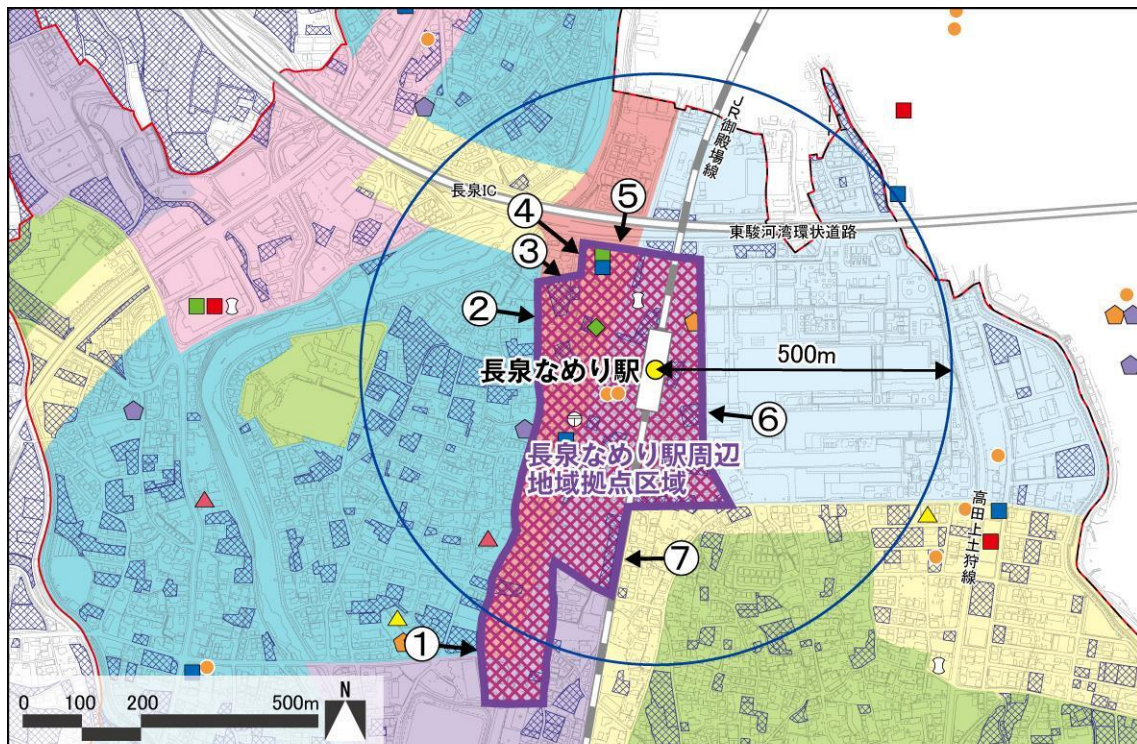 JR御殿場線
長泉IC
⑤
④
東駿河湾環状道路
③
②
500m
長泉なめり駅
⑥
〒
長泉なめり駅周辺
地域拠点区域
高田上土狩線
⑦
①
N
0 100 200 500m